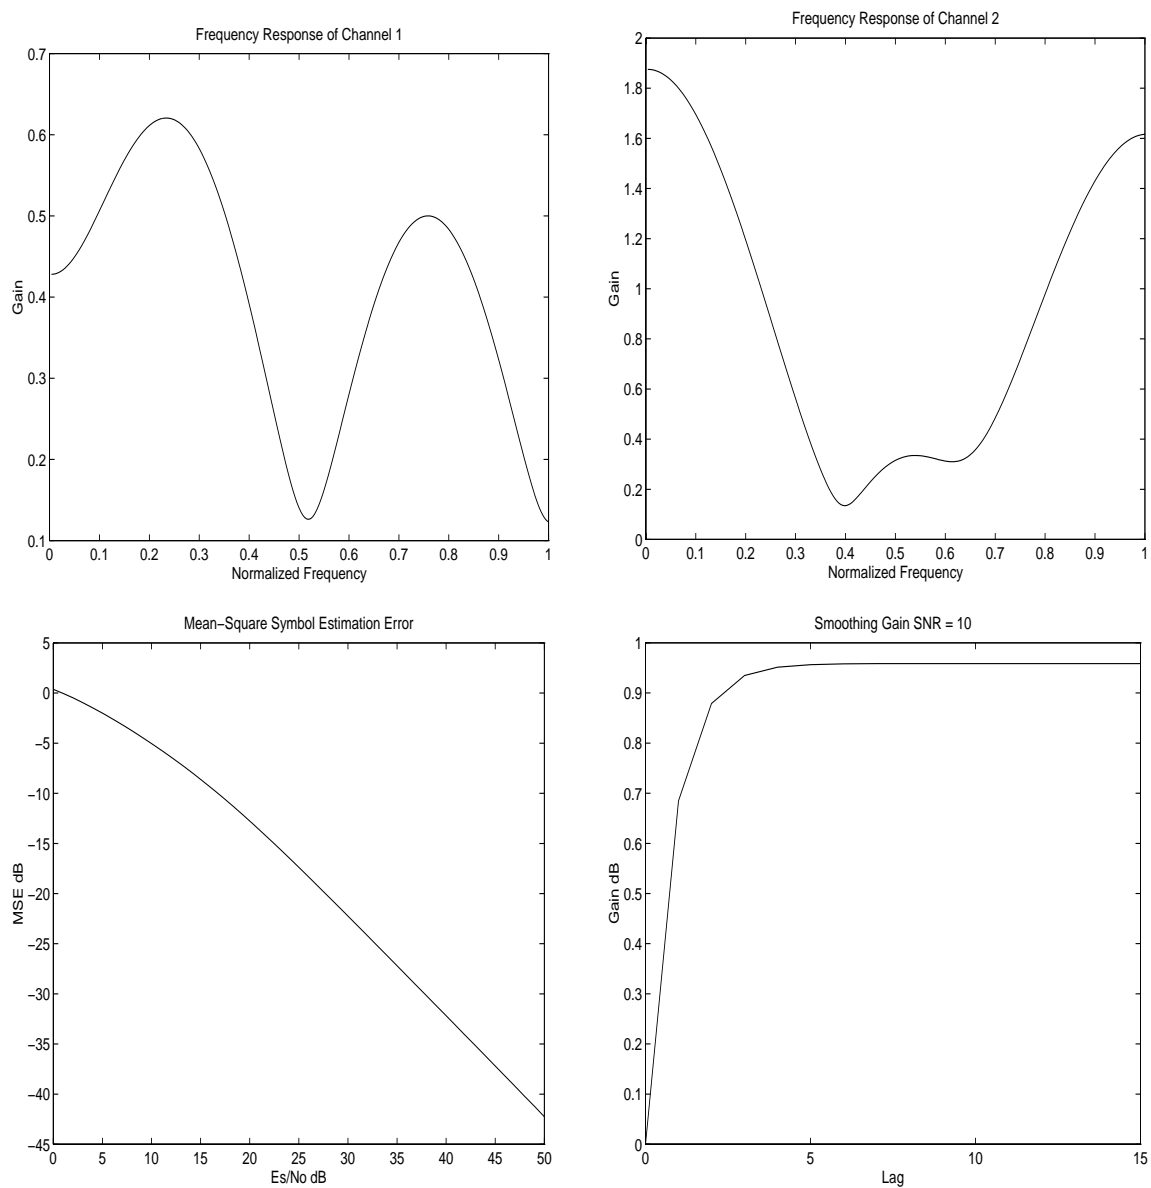 Frequency Response of Channel 1
0.7
0.6
0.5
0.4
0.3
0.2
0.1
Gain
0 0.1 0.2 0.3 0.4 0.5 0.6 0.7 0.8 0.9 1
Normalized Frequency
Frequency Response of Channel 2
2
1.8
1.6
1.4
1.2
1
0.8
0.6
0.4
0.2
0
Gain
0 0.1 0.2 0.3 0.4 0.5 0.6 0.7 0.8 0.9 1
Normalized Frequency
Mean−Square Symbol Estimation Error
5
0
−5
−10
−15
−20
−25
−30
−35
−40
−45
MSE dB
0 5 10 15 20 25 30 35 40 45 50
Es/No dB
Smoothing Gain SNR = 10
1
0.9
0.8
0.7
0.6
0.5
0.4
0.3
0.2
0.1
0
Gain dB
0 5 10 15
Lag